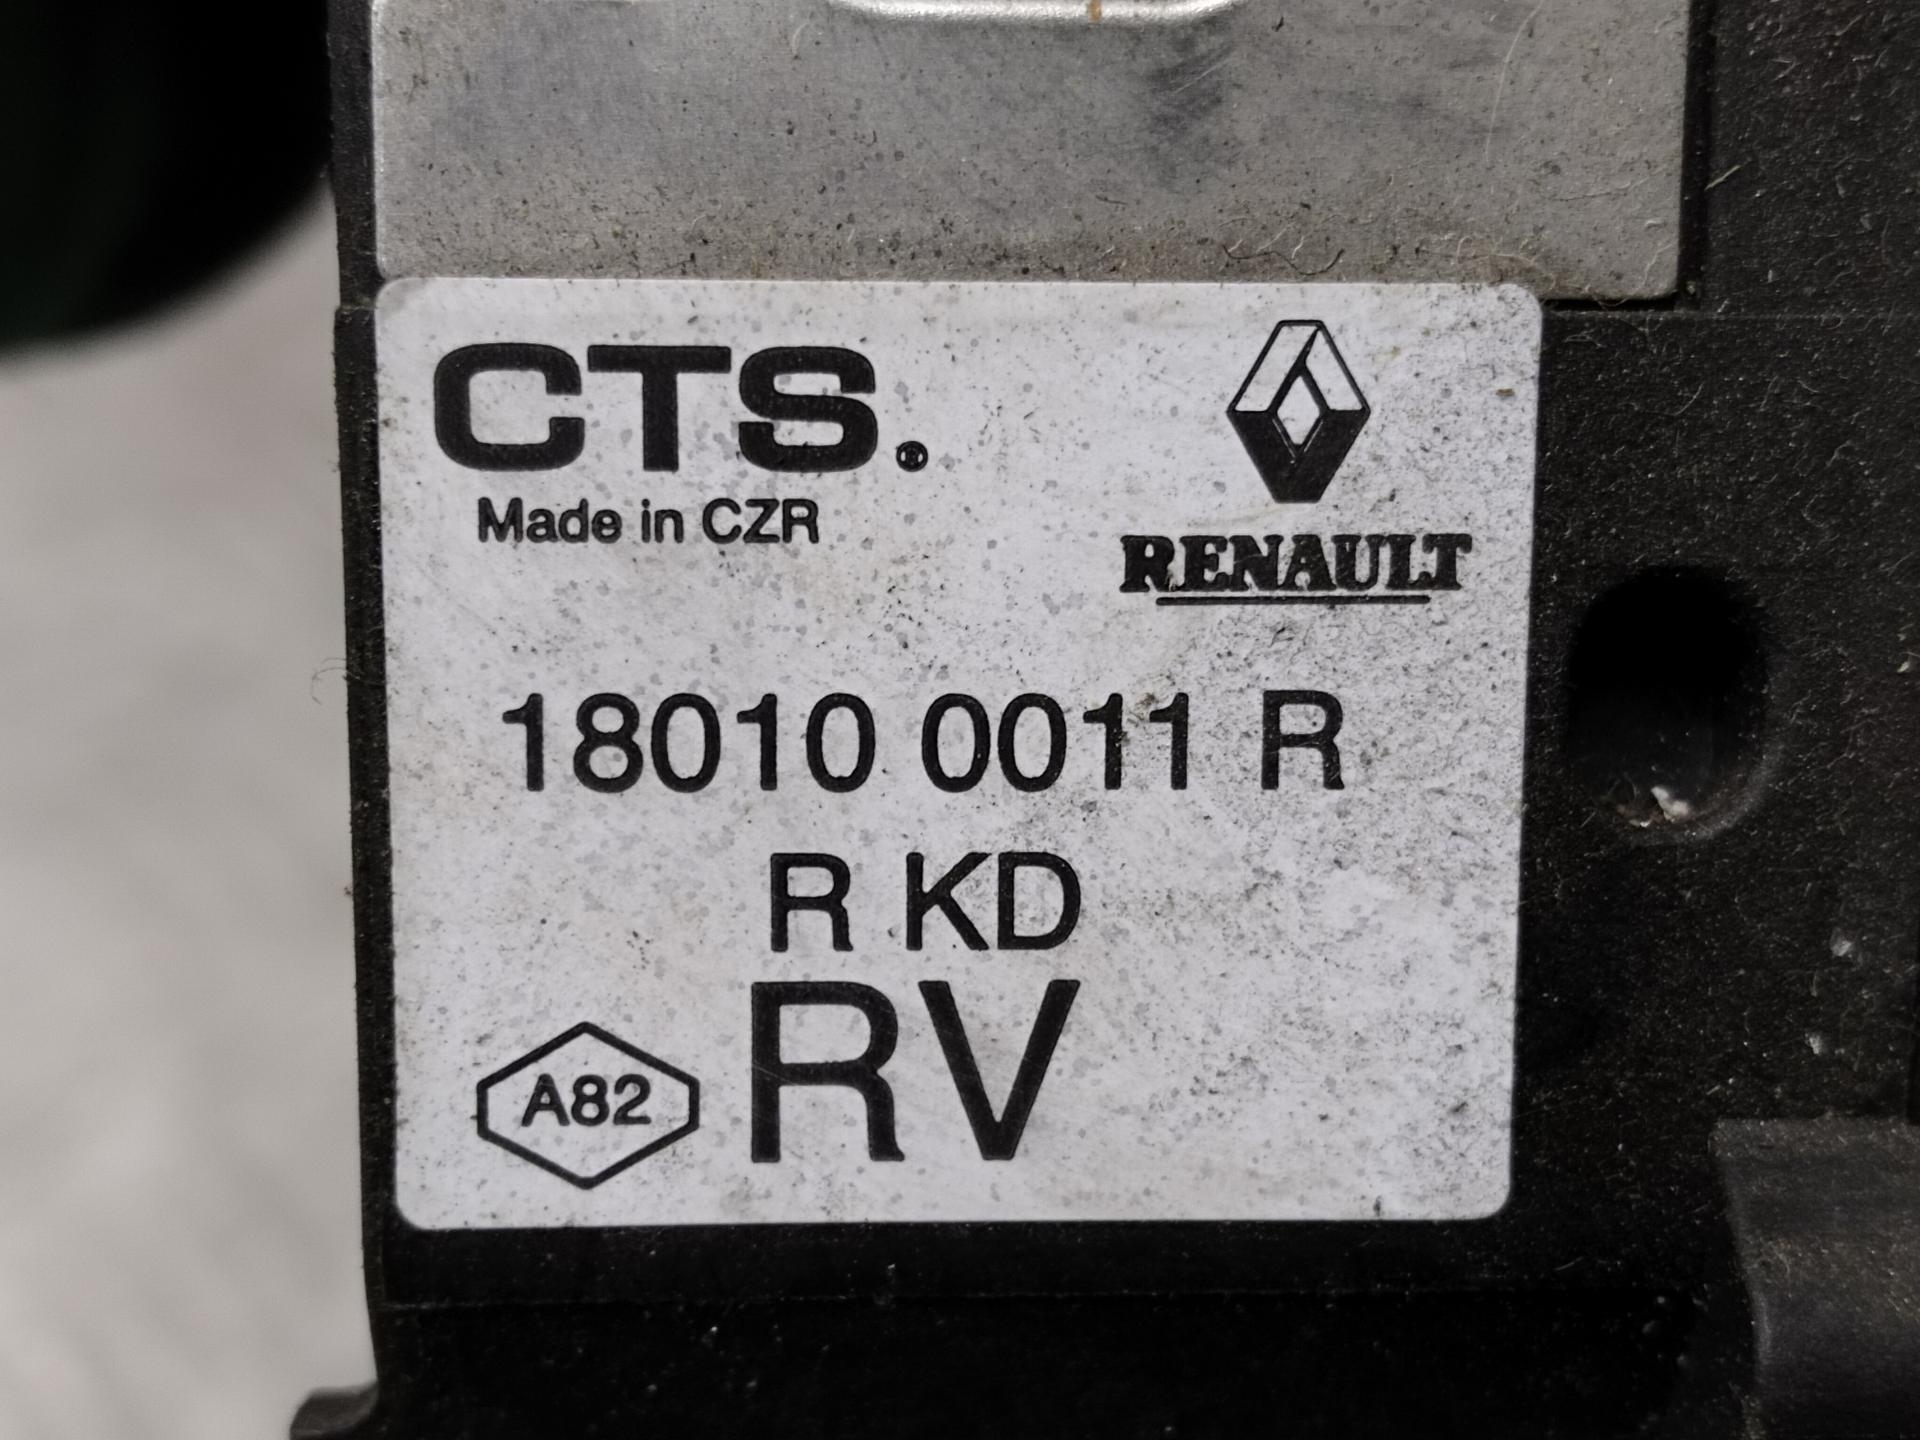 CTS.®
Made in CZR
RENAULT
18010 0011 R
R KD
RV
A82